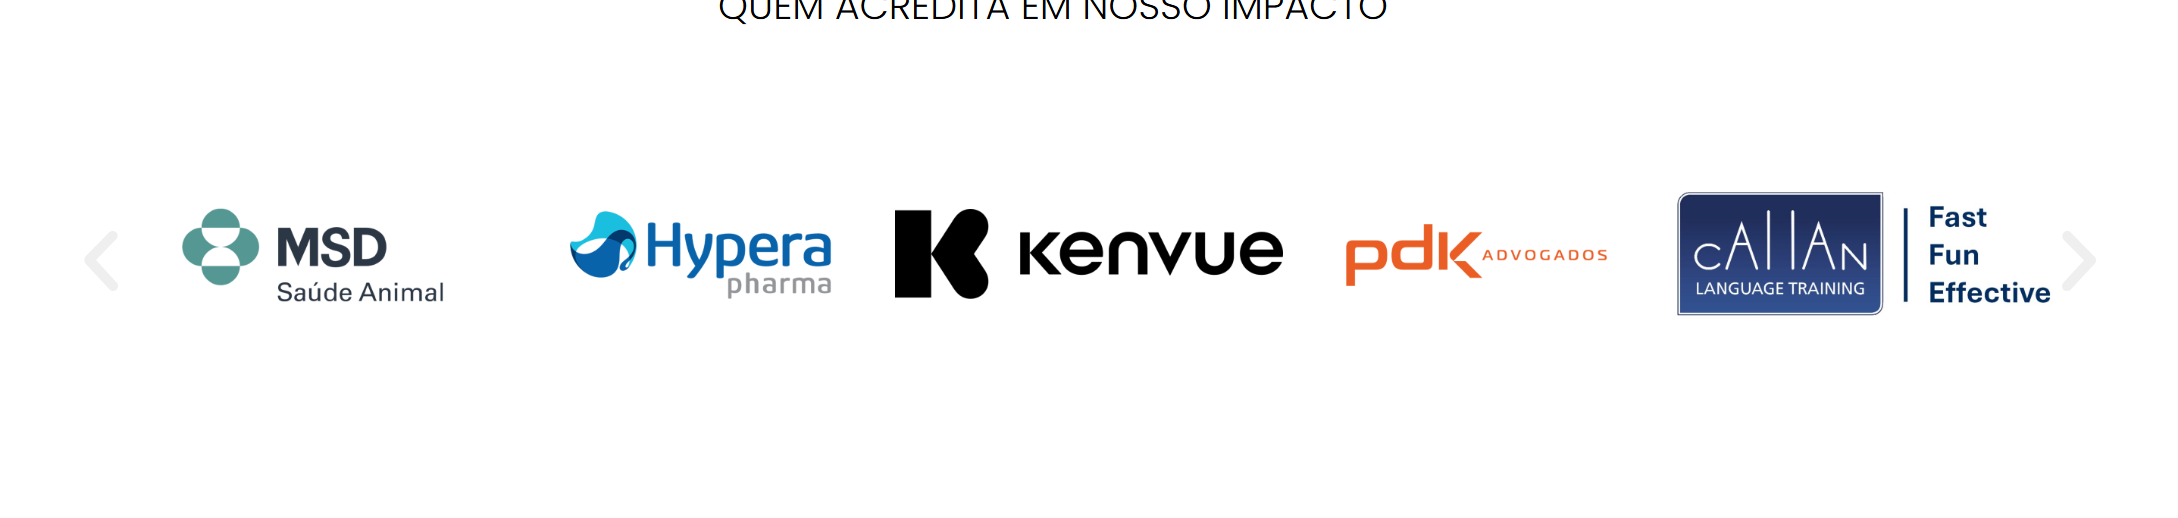 QUEM ACREDITA EM NOSSO IMPACTO
MSD
Saúde Animal
Hypera
pharma
Kenvue
pdk ADVOGADOS
CALLAN
LANGUAGE TRAINING
Fast
Fun
Effective